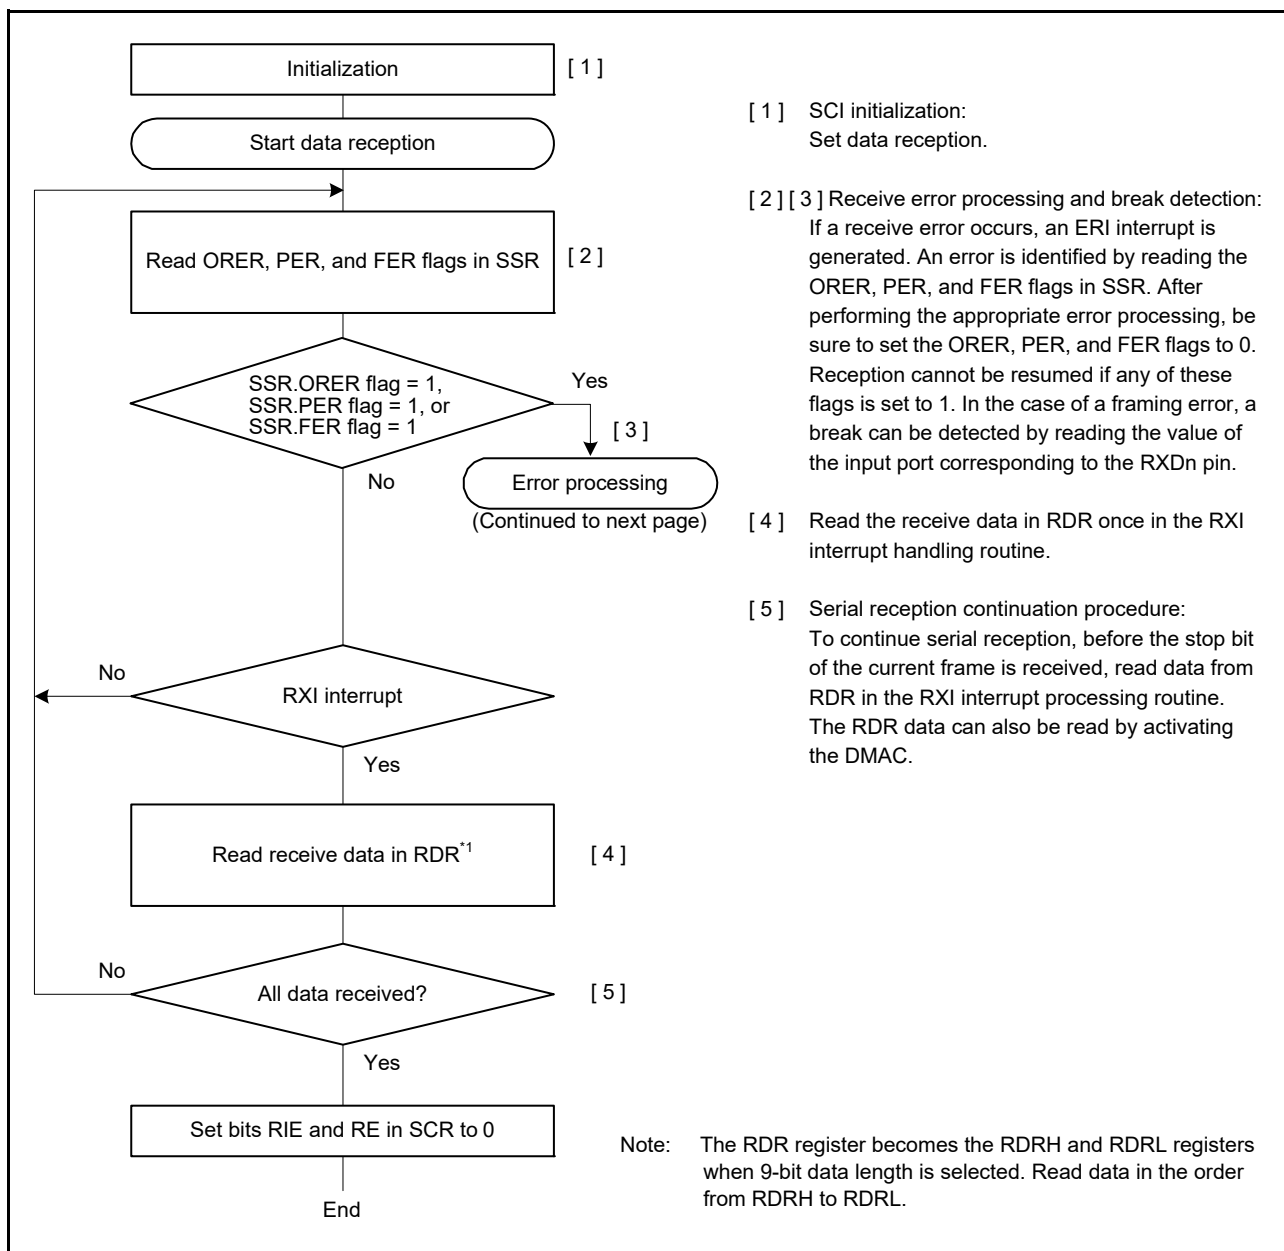 Initialization
[ 1 ]
Start data reception
Read ORER, PER, and FER flags in SSR
[ 2 ]
SSR.ORER flag = 1,
SSR.PER flag = 1, or
SSR.FER flag = 1
Yes
[ 3 ]
No
Error processing
(Continued to next page)
No
RXI interrupt
Yes
Read receive data in RDR*1
[ 4 ]
No
All data received?
[ 5 ]
Yes
Set bits RIE and RE in SCR to 0
End
[ 1 ] SCI initialization:
Set data reception.
[ 2 ] [ 3 ] Receive error processing and break detection:
If a receive error occurs, an ERI interrupt is
generated. An error is identified by reading the
ORER, PER, and FER flags in SSR. After
performing the appropriate error processing, be
sure to set the ORER, PER, and FER flags to 0.
Reception cannot be resumed if any of these
flags is set to 1. In the case of a framing error, a
break can be detected by reading the value of
the input port corresponding to the RXDn pin.
[ 4 ] Read the receive data in RDR once in the RXI
interrupt handling routine.
[ 5 ] Serial reception continuation procedure:
To continue serial reception, before the stop bit
of the current frame is received, read data from
RDR in the RXI interrupt processing routine.
The RDR data can also be read by activating
the DMAC.
Note: The RDR register becomes the RDRH and RDRL registers
when 9-bit data length is selected. Read data in the order
from RDRH to RDRL.